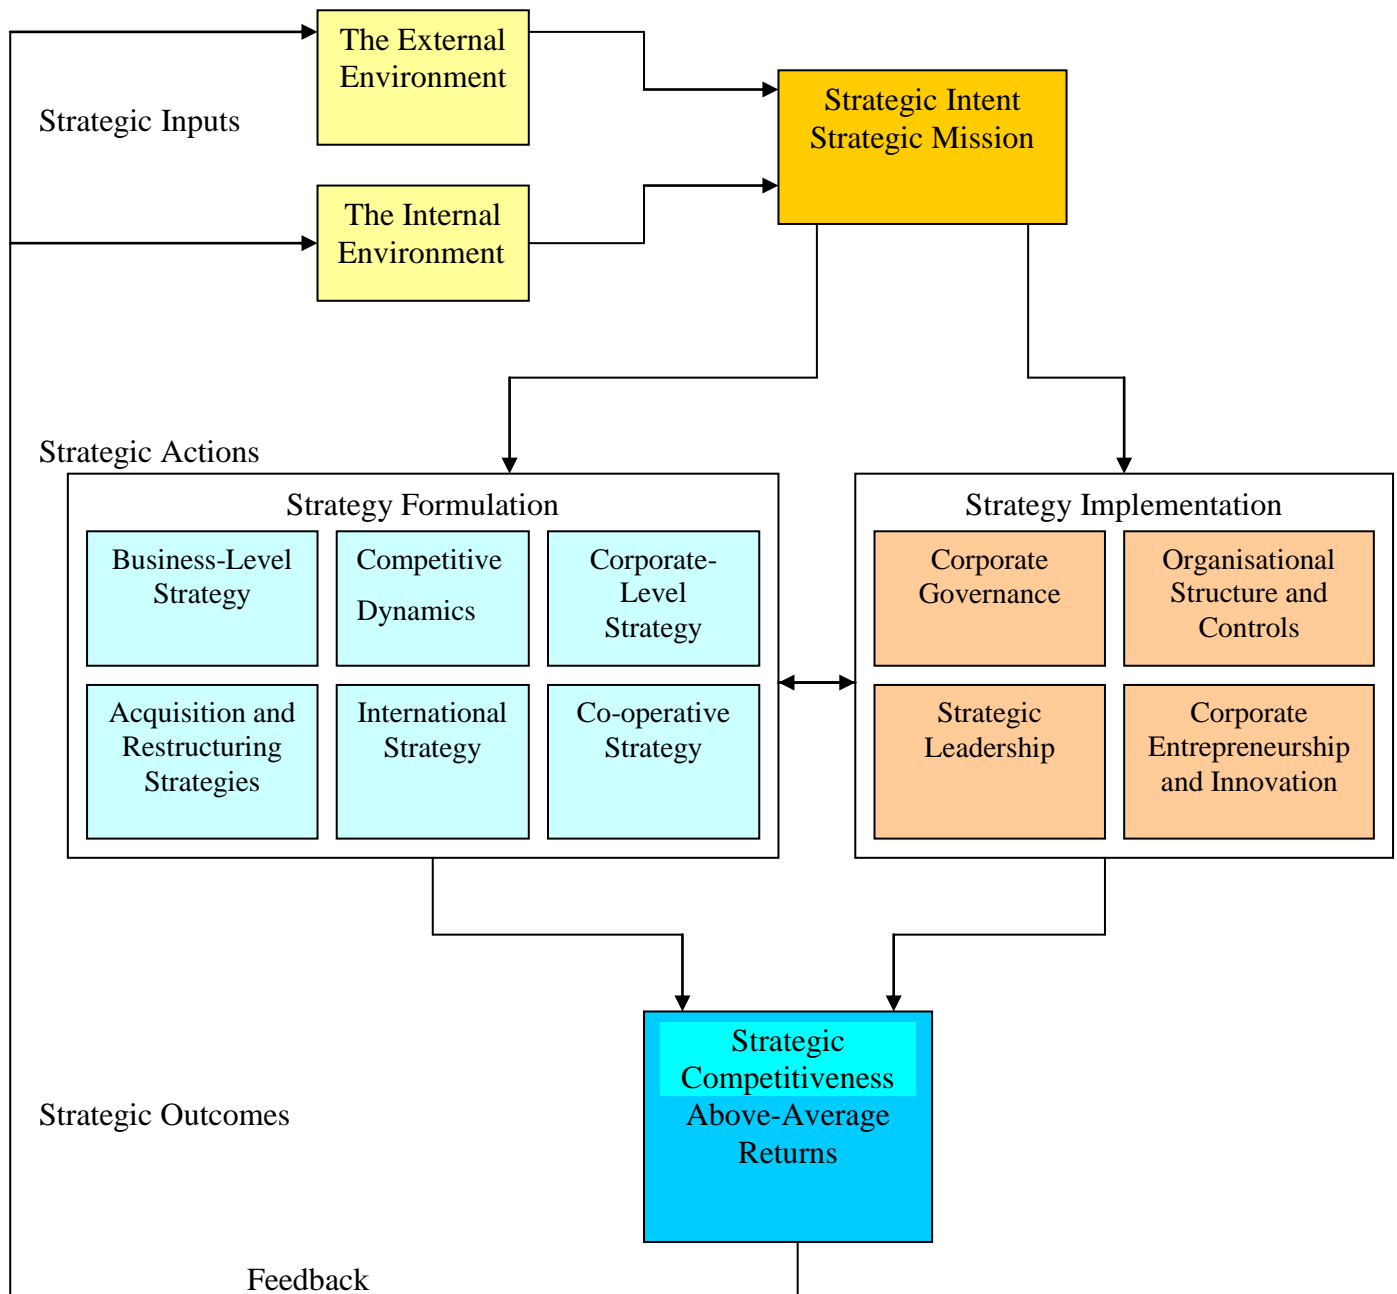 The External
Environment
Strategic Intent
Strategic Mission
Strategic Inputs
The Internal
Environment
Strategic Actions
Strategy Formulation
Business-Level
Strategy
Competitive
Dynamics
Corporate-
Level
Strategy
Acquisition and
Restructuring
Strategies
International
Strategy
Co-operative
Strategy
Strategy Implementation
Corporate
Governance
Organisational
Structure and
Controls
Strategic
Leadership
Corporate
Entrepreneurship
and Innovation
Strategic
Competitiveness
Above-Average
Returns
Strategic Outcomes
Feedback